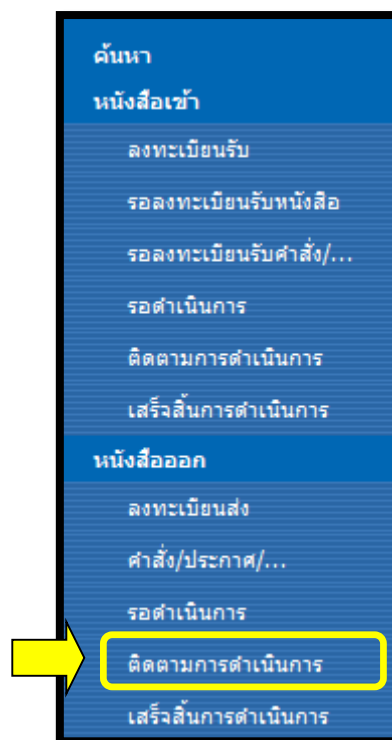 ค้นหา
หนังสือเข้า
ลงทะเบียนรับ
รอลงทะเบียนรับหนังสือ
รอลงทะเบียนรับคำสั่ง/...
รอดำเนินการ
ติดตามการดำเนินการ
เสร็จสิ้นการดำเนินการ
หนังสือออก
ลงทะเบียนส่ง
คำสั่ง/ประกาศ/...
รอดำเนินการ
ติดตามการดำเนินการ
เสร็จสิ้นการดำเนินการ